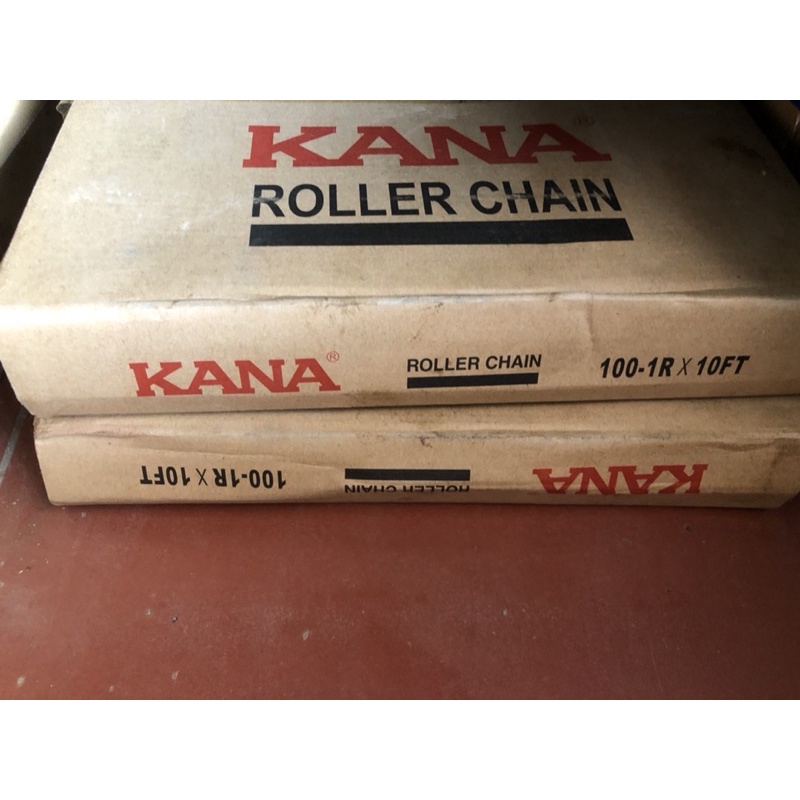 KANA®
ROLLER CHAIN
KANA® ROLLER CHAIN 100-1R X 10FT
KANA ROLLER CHAIN 100-1R X 10FT